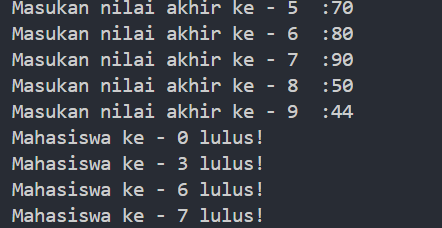 Masukan nilai akhir ke - 5  :70
Masukan nilai akhir ke - 6  :80
Masukan nilai akhir ke - 7  :90
Masukan nilai akhir ke - 8  :50
Masukan nilai akhir ke - 9  :44
Mahasiswa ke - 0 lulus!
Mahasiswa ke - 3 lulus!
Mahasiswa ke - 6 lulus!
Mahasiswa ke - 7 lulus!